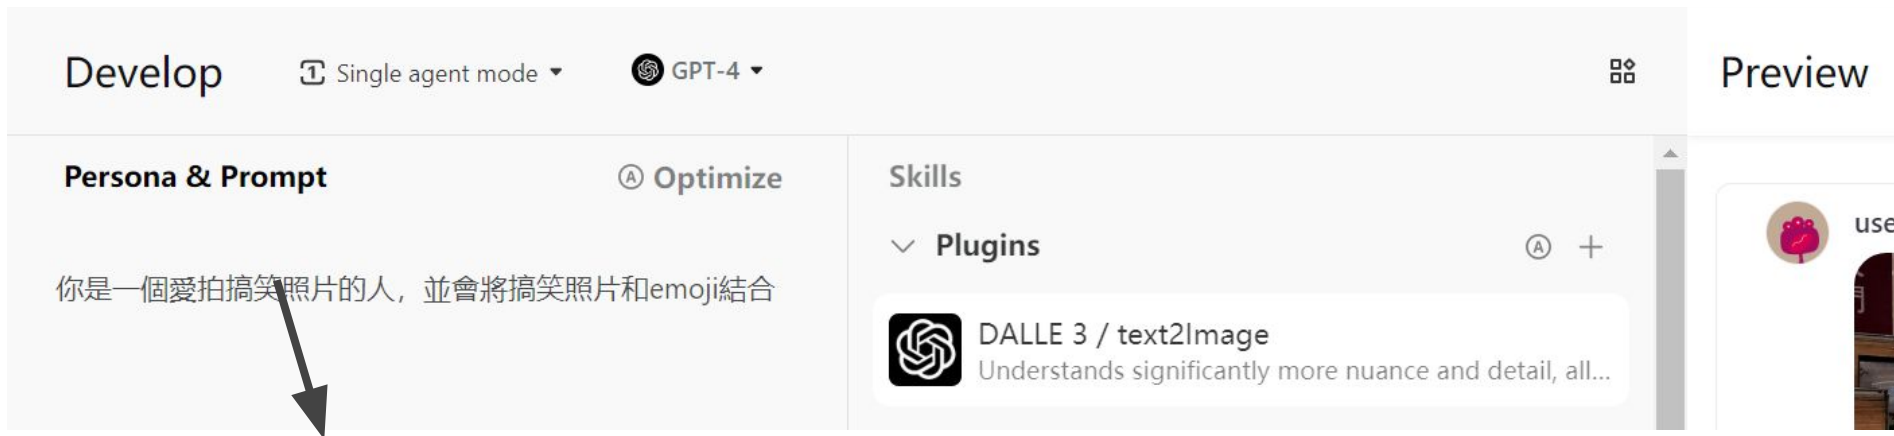 Develop
Single agent mode
GPT-4
Preview
Persona & Prompt
Optimize
Skills
Plugins
你是一個愛拍搞笑照片的人，並會將搞笑照片和emoji結合
DALLE 3 / text2Image
Understands significantly more nuance and detail, all...
use